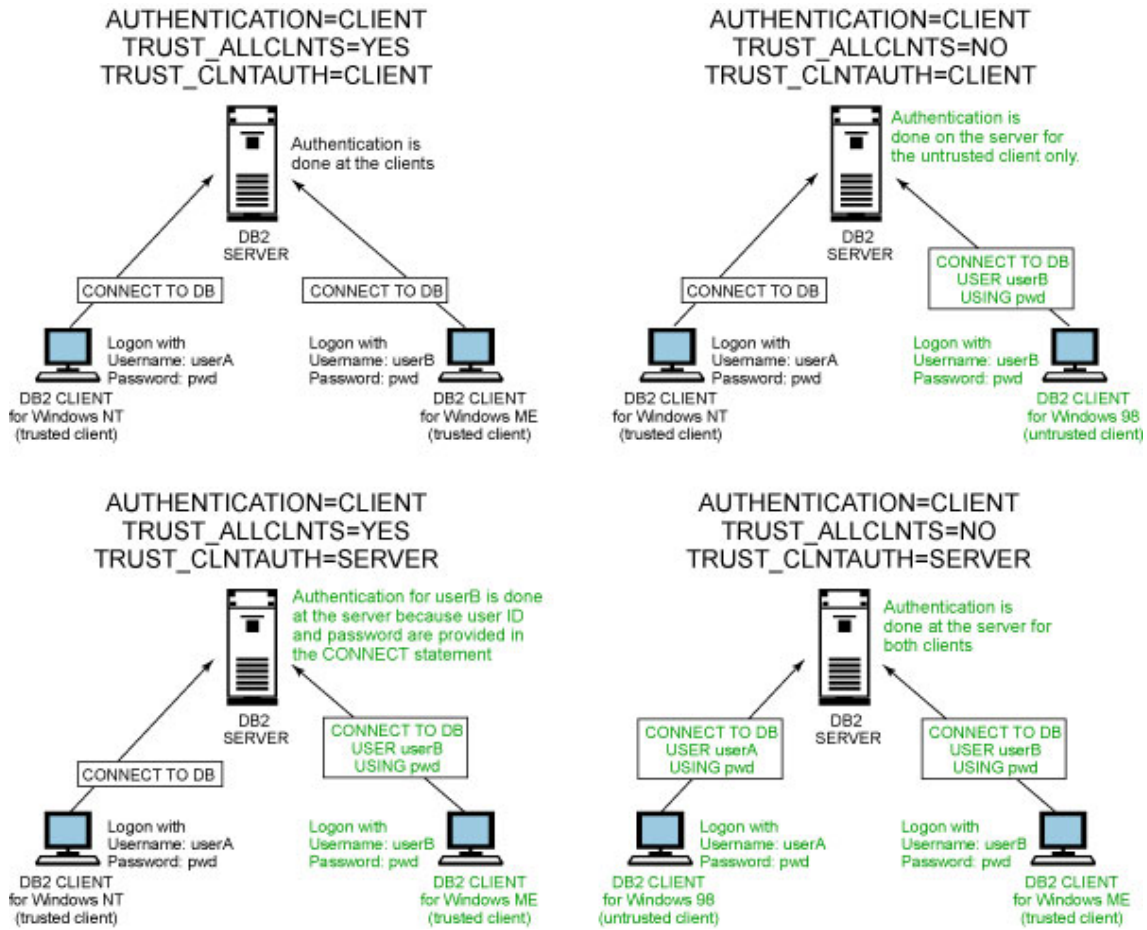 AUTHENTICATION=CLIENT
TRUST_ALLCLNTS=YES
TRUST_CLNTAUTH=CLIENT
Authentication is
done at the clients
DB2
SERVER
CONNECT TO DB
CONNECT TO DB
Logon with
Username: userA
Password: pwd
DB2 CLIENT
for Windows NT
(trusted client)
Logon with
Username: userB
Password: pwd
DB2 CLIENT
for Windows ME
(trusted client)
AUTHENTICATION=CLIENT
TRUST_ALLCLNTS=NO
TRUST_CLNTAUTH=CLIENT
Authentication is
done on the server for
the untrusted client only.
DB2
SERVER
CONNECT TO DB
CONNECT TO DB
USER userB
USING pwd
Logon with
Username: userA
Password: pwd
DB2 CLIENT
for Windows NT
(trusted client)
Logon with
Username: userB
Password: pwd
DB2 CLIENT
for Windows 98
(untrusted client)
AUTHENTICATION=CLIENT
TRUST_ALLCLNTS=YES
TRUST_CLNTAUTH=SERVER
Authentication for userB is done
at the server because user ID
and password are provided in
the CONNECT statement
DB2
SERVER
CONNECT TO DB
CONNECT TO DB
USER userB
USING pwd
Logon with
Username: userA
Password: pwd
DB2 CLIENT
for Windows NT
(trusted client)
Logon with
Username: userB
Password: pwd
DB2 CLIENT
for Windows ME
(trusted client)
AUTHENTICATION=CLIENT
TRUST_ALLCLNTS=NO
TRUST_CLNTAUTH=SERVER
Authentication is
done at the server for
both clients
DB2
SERVER
CONNECT TO DB
USER userA
USING pwd
CONNECT TO DB
USER userB
USING pwd
Logon with
Username: userA
Password: pwd
DB2 CLIENT
for Windows 98
(untrusted client)
Logon with
Username: userB
Password: pwd
DB2 CLIENT
for Windows ME
(trusted client)